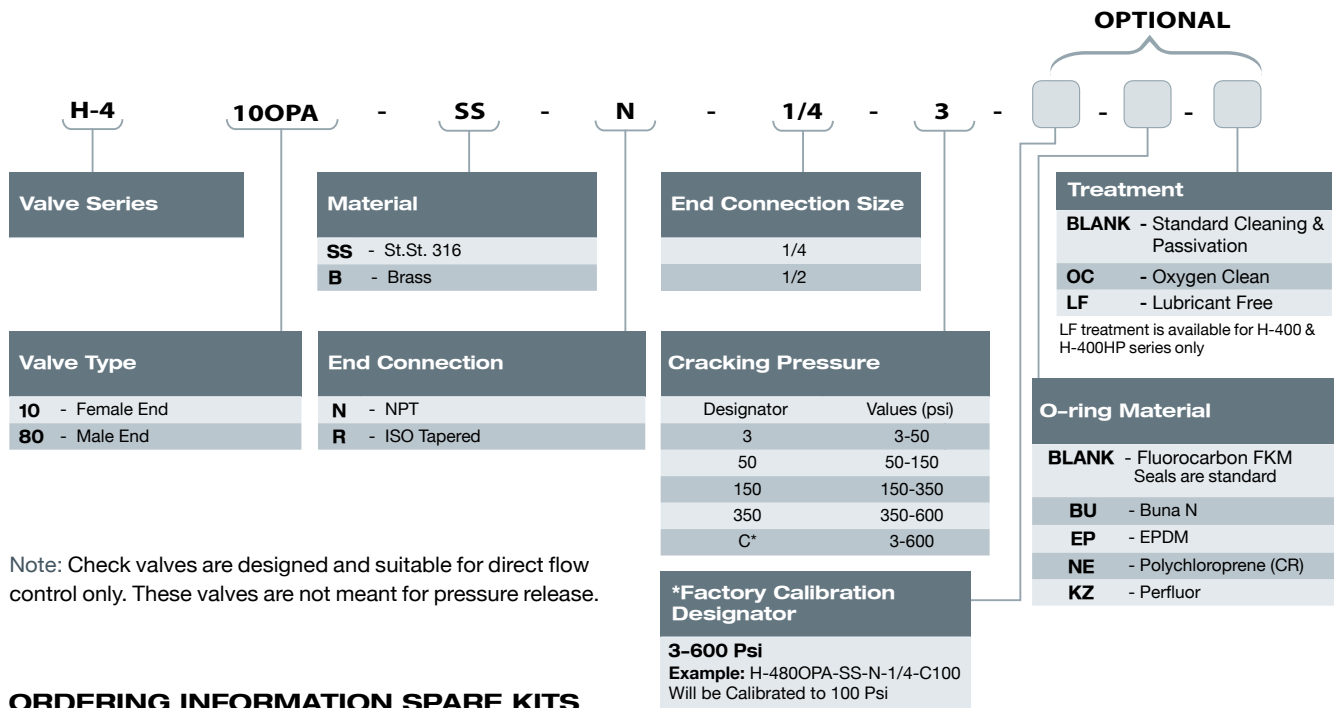 OPTIONAL
H-4 10OPA - SS - N - 1/4 - 3 - - -
Valve Series
Material
SS - St.St. 316
B - Brass
End Connection Size
1/4
1/2
Treatment
BLANK - Standard Cleaning &
Passivation
OC - Oxygen Clean
LF - Lubricant Free
LF treatment is available for H-400 &
H-400HP series only
Valve Type
10 - Female End
80 - Male End
End Connection
N - NPT
R - ISO Tapered
Cracking Pressure
Designator Values (psi)
3 3-50
50 50-150
150 150-350
350 350-600
C* 3-600
O-ring Material
BLANK - Fluorocarbon FKM
Seals are standard
BU - Buna N
EP - EPDM
NE - Polychloroprene (CR)
KZ - Perfluor
Note: Check valves are designed and suitable for direct flow
control only. These valves are not meant for pressure release.
*Factory Calibration
Designator
3-600 Psi
Example: H-480OPA-SS-N-1/4-C100
Will be Calibrated to 100 Psi
ORDERING INFORMATION SPARE KITS